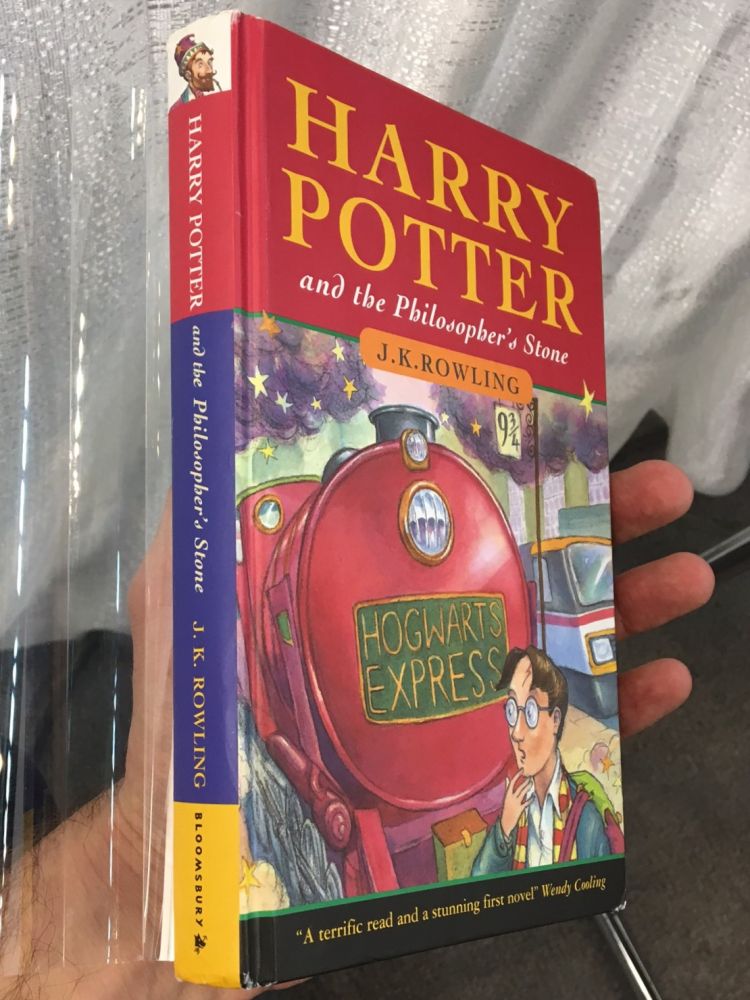 HARRY POTTER and the Philosopher's Stone J. K. ROWLING
BLOOMSBURY
HARRY
POTTER
and the Philosopher's Stone
J.K.ROWLING
9¾
HOGWARTS
EXPRESS
"A terrific read and a stunning first novel" Wendy Cooling